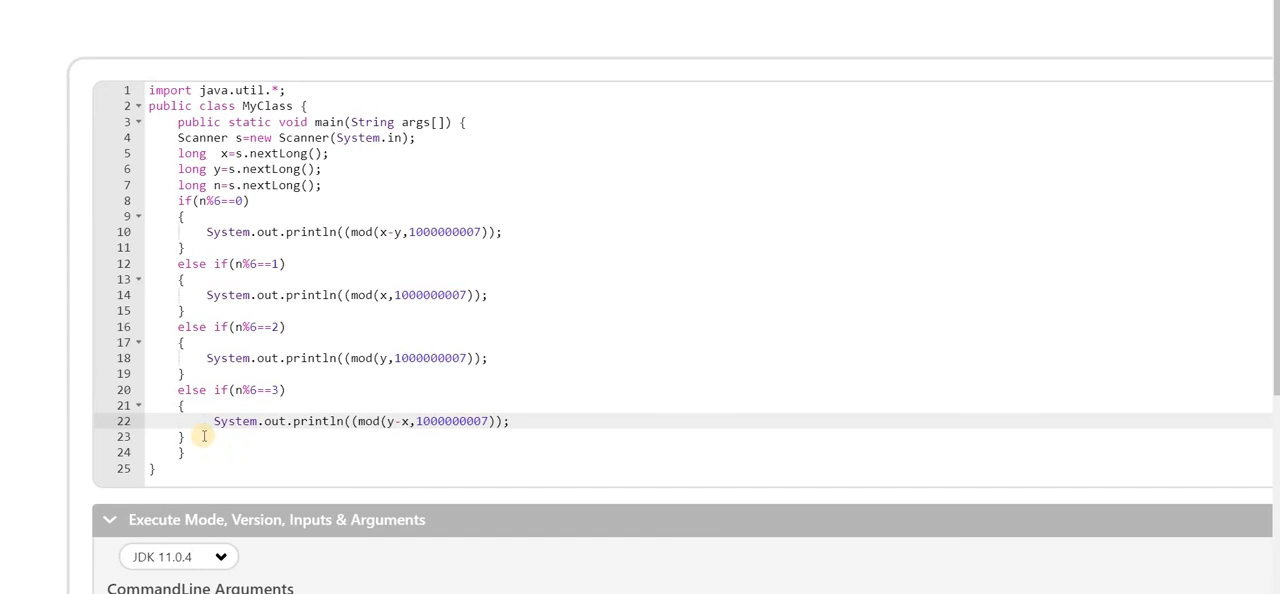 1 import java.util.*;
2 public class MyClass {
3 public static void main(String args[]) {
4 Scanner s=new Scanner(System.in);
5 long  x=s.nextLong();
6 long y=s.nextLong();
7 long n=s.nextLong();
8 if(n%6==0)
9 {
10 System.out.println((mod(x-y,1000000007));
11 }
12 else if(n%6==1)
13 {
14 System.out.println((mod(x,1000000007));
15 }
16 else if(n%6==2)
17 {
18 System.out.println((mod(y,1000000007));
19 }
20 else if(n%6==3)
21 {
22 System.out.println((mod(y-x,1000000007));
23 }
24 }
25 }
Execute Mode, Version, Inputs & Arguments
JDK 11.0.4
CommandLine Arguments